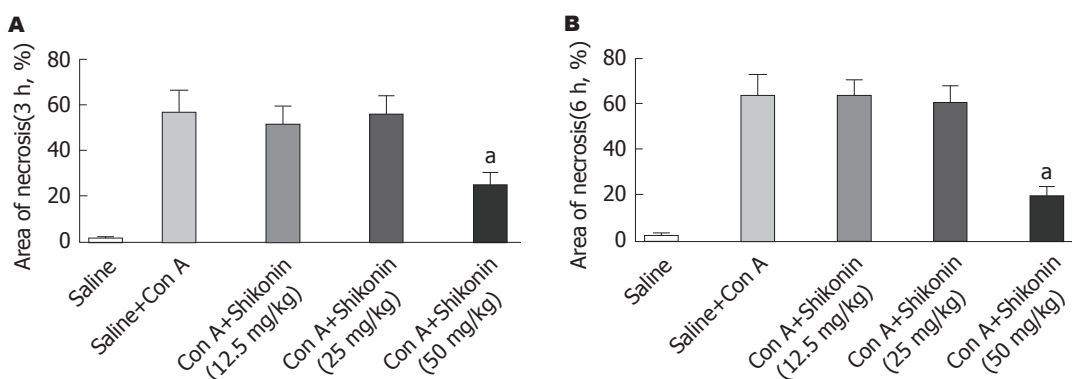 A
Area of necrosis(3 h, %)
80
60
40
20
0
a
Saline
Saline+Con A
Con A+Shikonin
(12.5 mg/kg)
Con A+Shikonin
(25 mg/kg)
Con A+Shikonin
(50 mg/kg)
B
Area of necrosis(6 h, %)
80
60
40
20
0
a
Saline
Saline+Con A
Con A+Shikonin
(12.5 mg/kg)
Con A+Shikonin
(25 mg/kg)
Con A+Shikonin
(50 mg/kg)